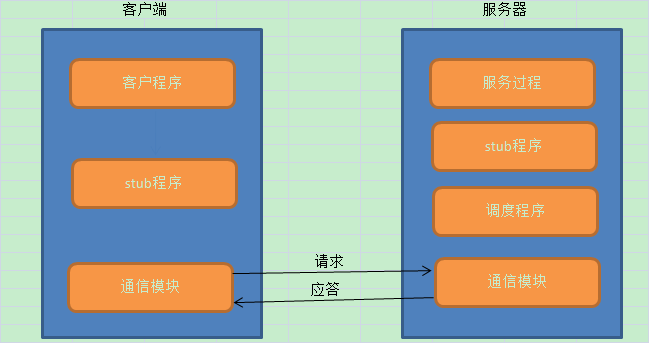 客户端
服务器
客户程序
服务过程
stub程序
stub程序
调度程序
请求
通信模块
通信模块
应答